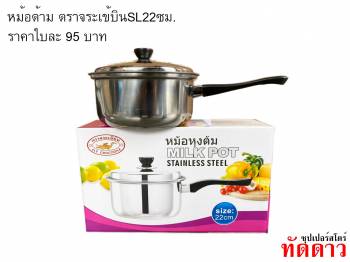 หม้อด้าม ตราจระเข้บินSL22ซม.
ราคาใบละ 95 บาท
หม้อหุงต้ม
MILK POT
STAINLESS STEEL
size:
22cm
ซุปเปอร์สโตร์
ทัดดาว